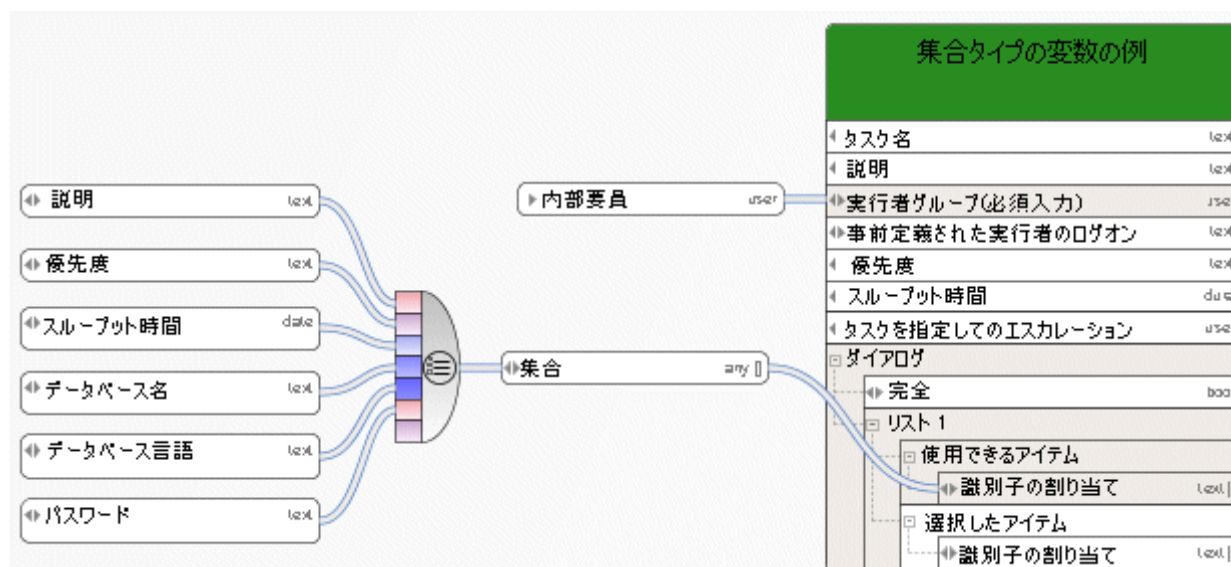 集合タイプの変数の例
タスク名 text
説明 text
説明 text
内部要員 user
実行者グループ(必須入力) use
事前定義された実行者のログオン text
優先度 text
優先度 text
スループット時間 date
スループット時間 date
タスクを指定してのエスカレーション use
ダイアログ
集合 any []
データベース名 text
完全 boo
リスト 1
データベース言語 text
使用できるアイテム
識別子の割り当て text
パスワード text
選択したアイテム
識別子の割り当て text